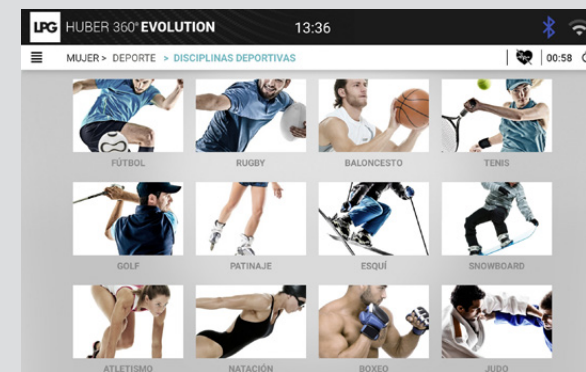 LPG HUBER 360° EVOLUTION 13:36
MUJER > DEPORTE > DISCIPLINAS DEPORTIVAS 00:58
FÚTBOL RUGBY BALONCESTO TENIS
GOLF PATINAJE ESQUÍ SNOWBOARD
ATLETISMO NATACIÓN BOXEO JUDO